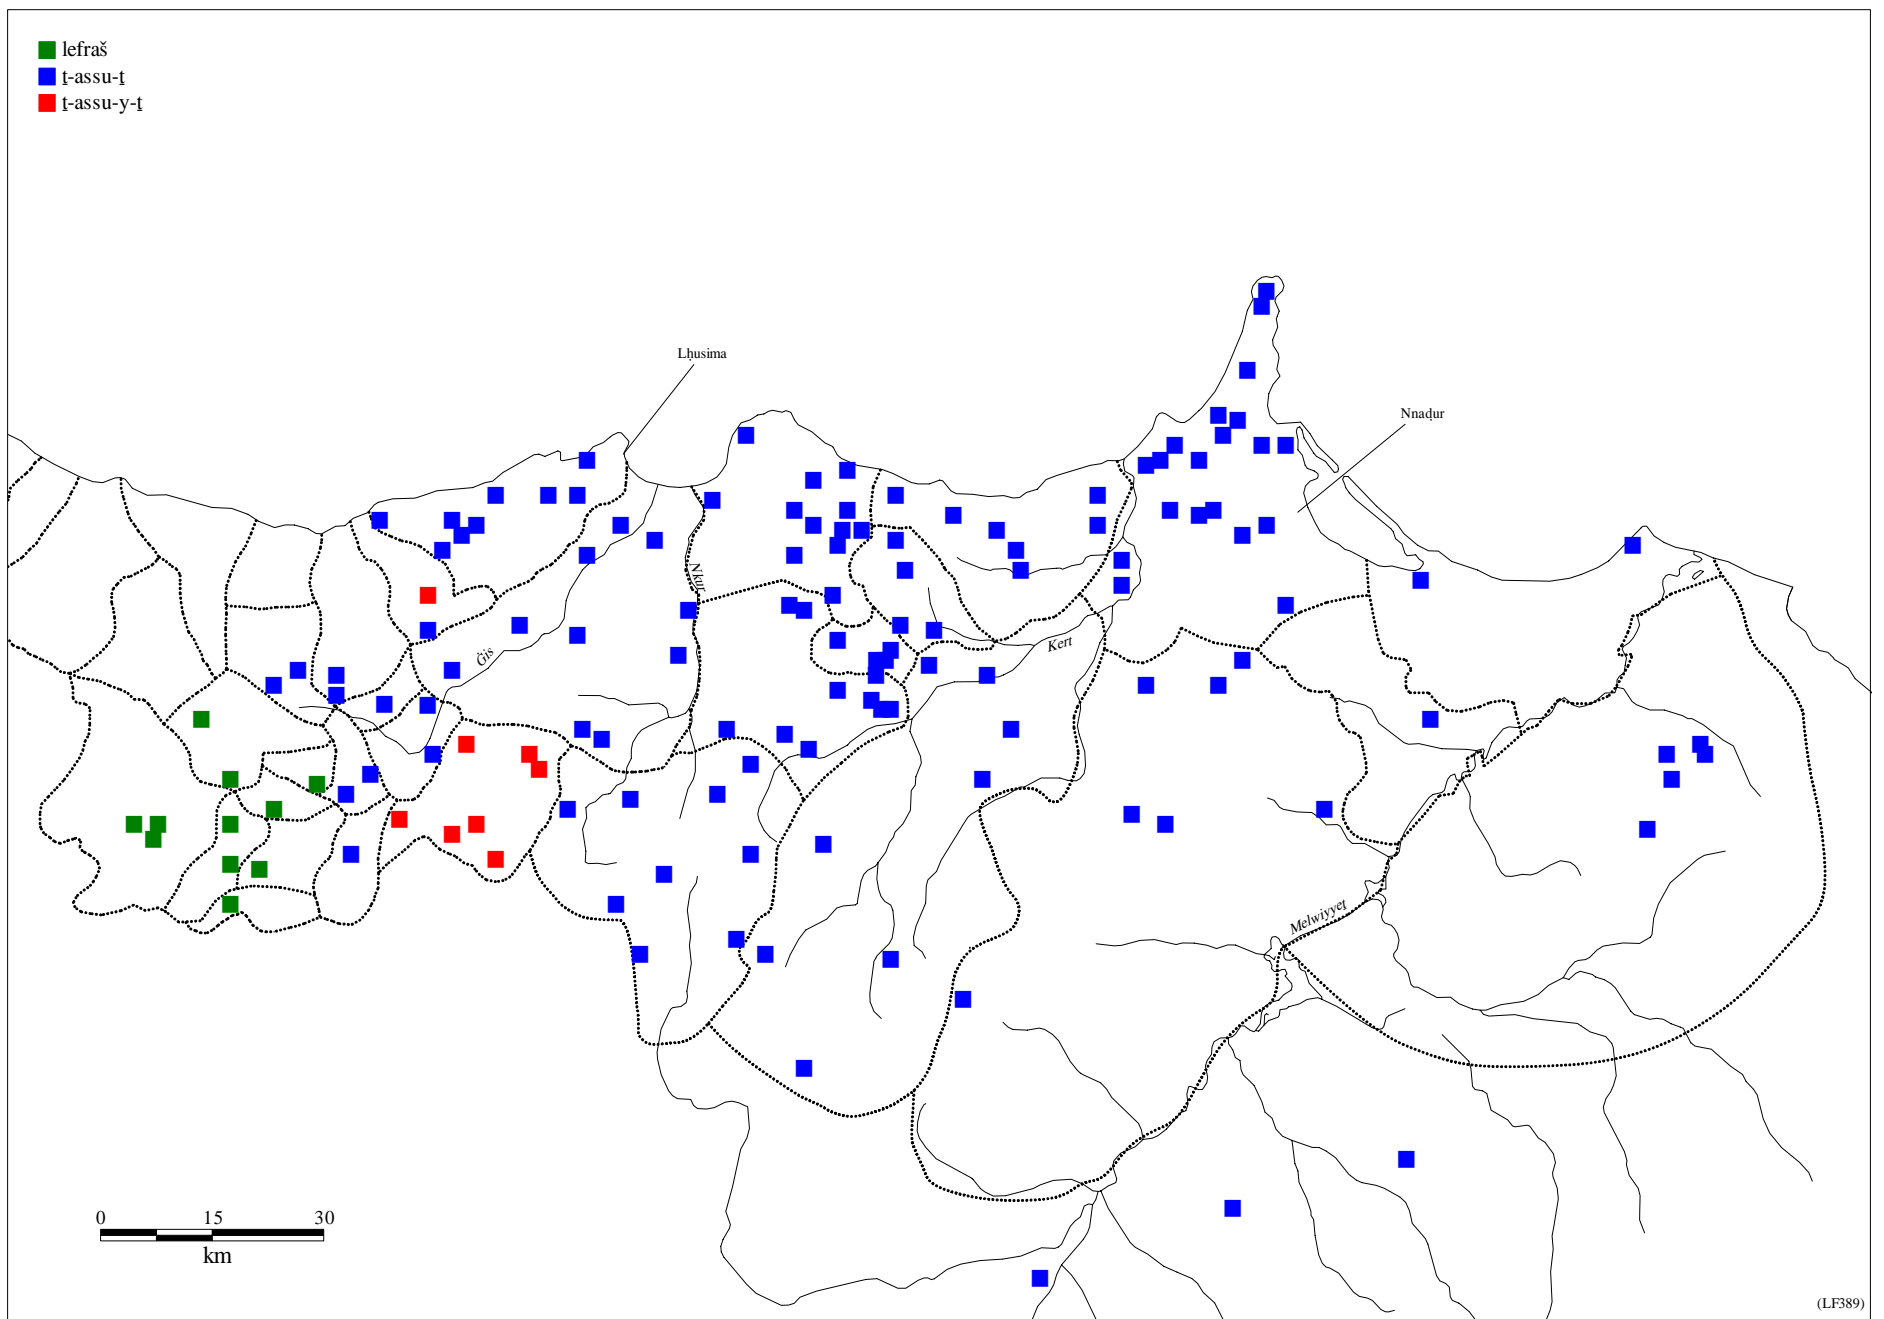 lefraš
ṯ-assu-ṯ
ṯ-assu-y-ṯ
Lḥusima
Nnaḍur
Nkur
Ġis
Kert
Melwiyyeṯ
0 15 30
km
(LF389)